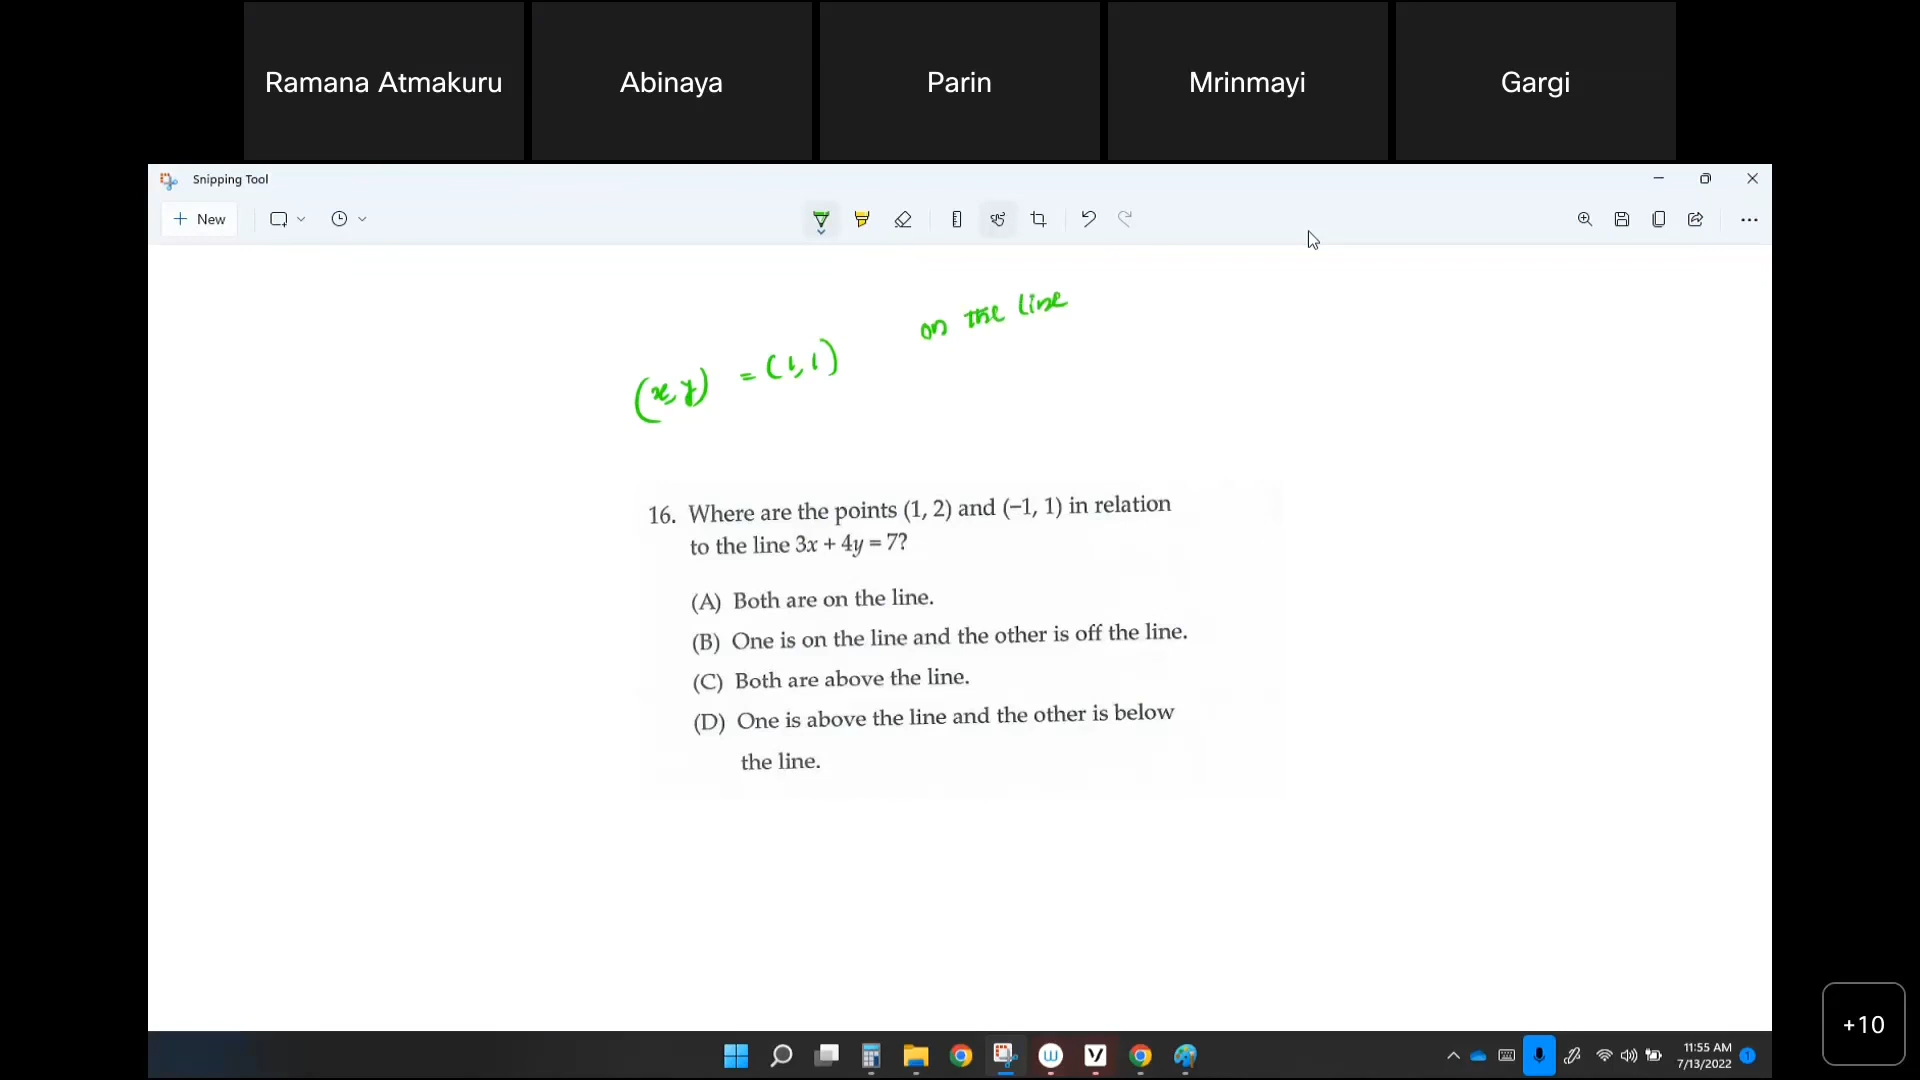 Ramana Atmakuru
Abinaya
Parin
Mrinmayi
Gargi
Snipping Tool
New
on the line
(x, y) = (1, 1)
16. Where are the points (1, 2) and (−1, 1) in relation
to the line 3x + 4y = 7?
(A) Both are on the line.
(B) One is on the line and the other is off the line.
(C) Both are above the line.
(D) One is above the line and the other is below
the line.
+10
11:55 AM
7/13/2022
1